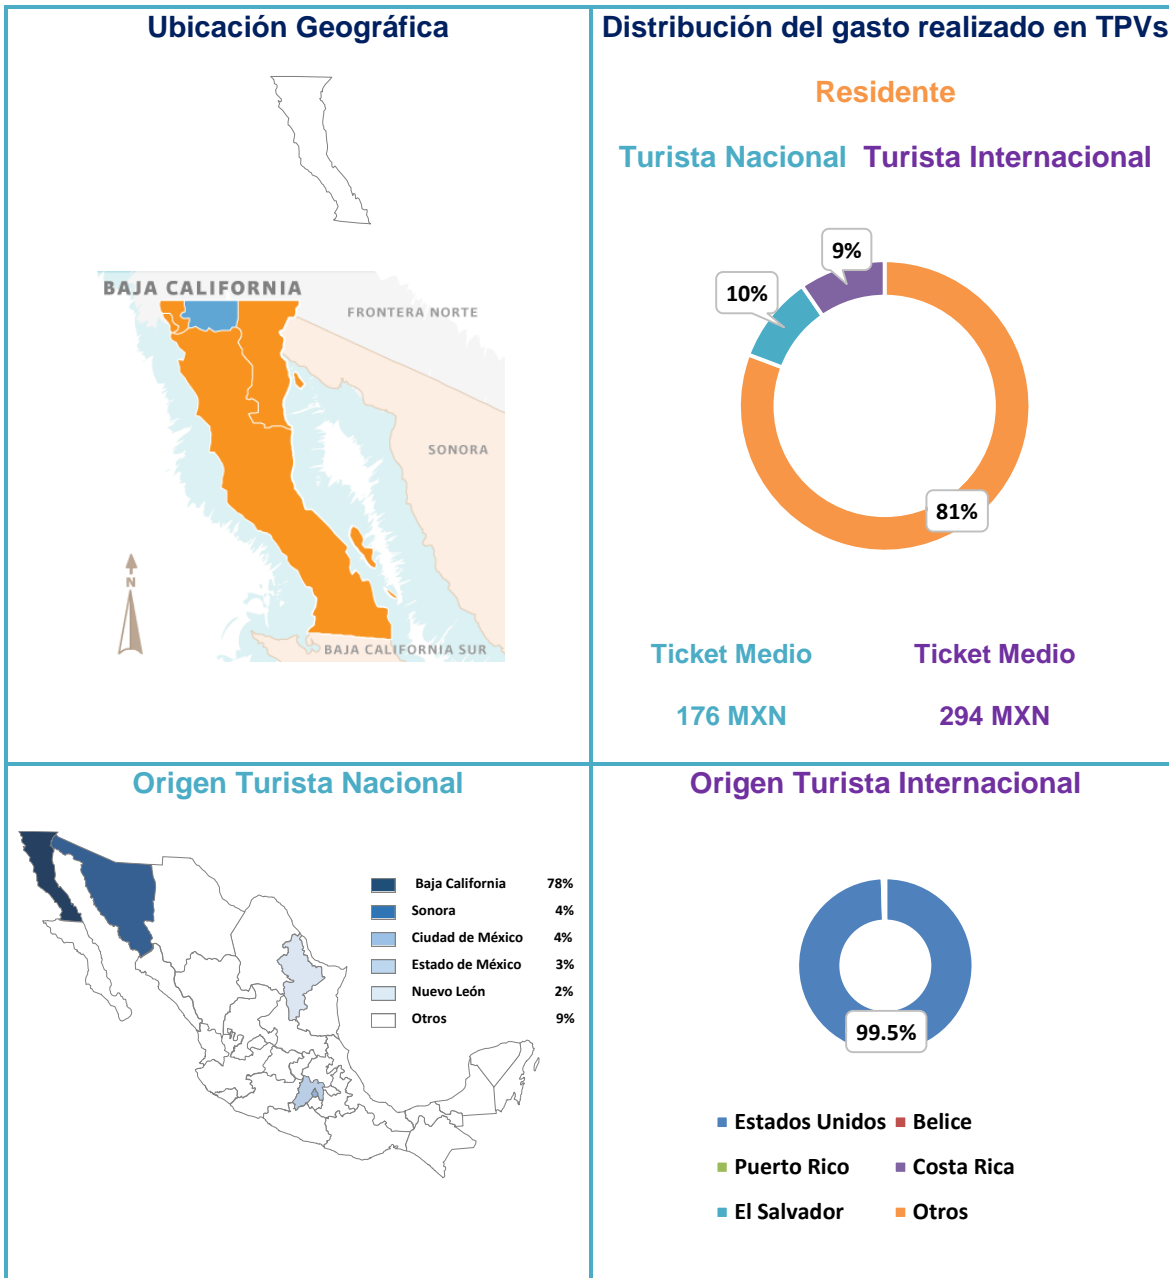 Ubicación Geográfica
BAJA CALIFORNIA
FRONTERA NORTE
SONORA
N
BAJA CALIFORNIA SUR
Distribución del gasto realizado en TPVs
Residente
Turista Nacional Turista Internacional
9%
10%
81%
Ticket Medio Ticket Medio
176 MXN 294 MXN
Origen Turista Nacional
Baja California 78%
Sonora 4%
Ciudad de México 4%
Estado de México 3%
Nuevo León 2%
Otros 9%
Origen Turista Internacional
99.5%
Estados Unidos Belice
Puerto Rico Costa Rica
El Salvador Otros